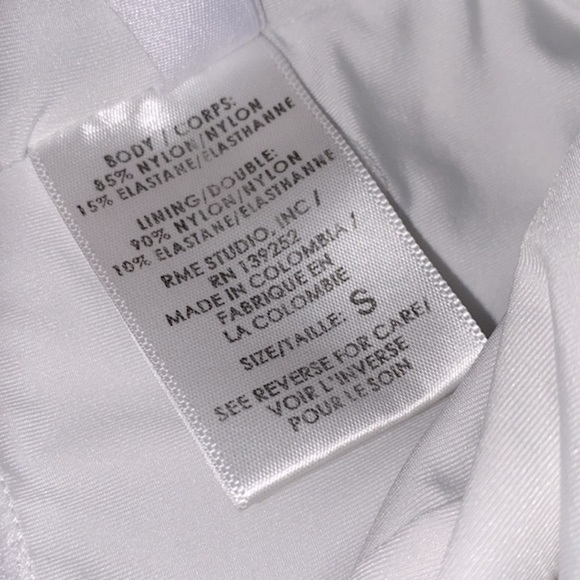 BODY / CORPS:
85% NYLON/NYLON
15% ELASTANE/ELASTHANNE
LINING/DOUBLE:
90% NYLON/NYLON
10% ELASTANE/ELASTHANNE
RME STUDIO, INC /
RN 139252
MADE IN COLOMBIA /
FABRIQUE EN
LA COLOMBIE
SIZE/TAILLE: S
SEE REVERSE FOR CARE/
VOIR L'INVERSE
POUR LE SOIN